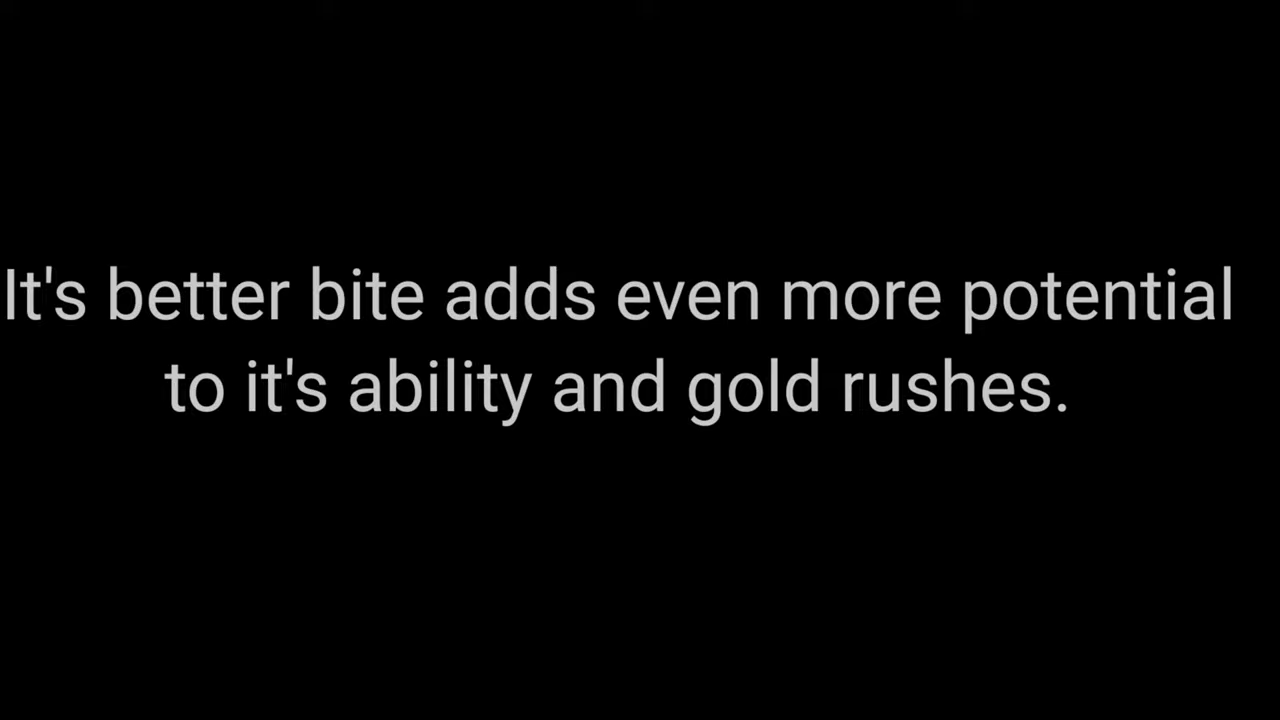 It's better bite adds even more potential
to it's ability and gold rushes.